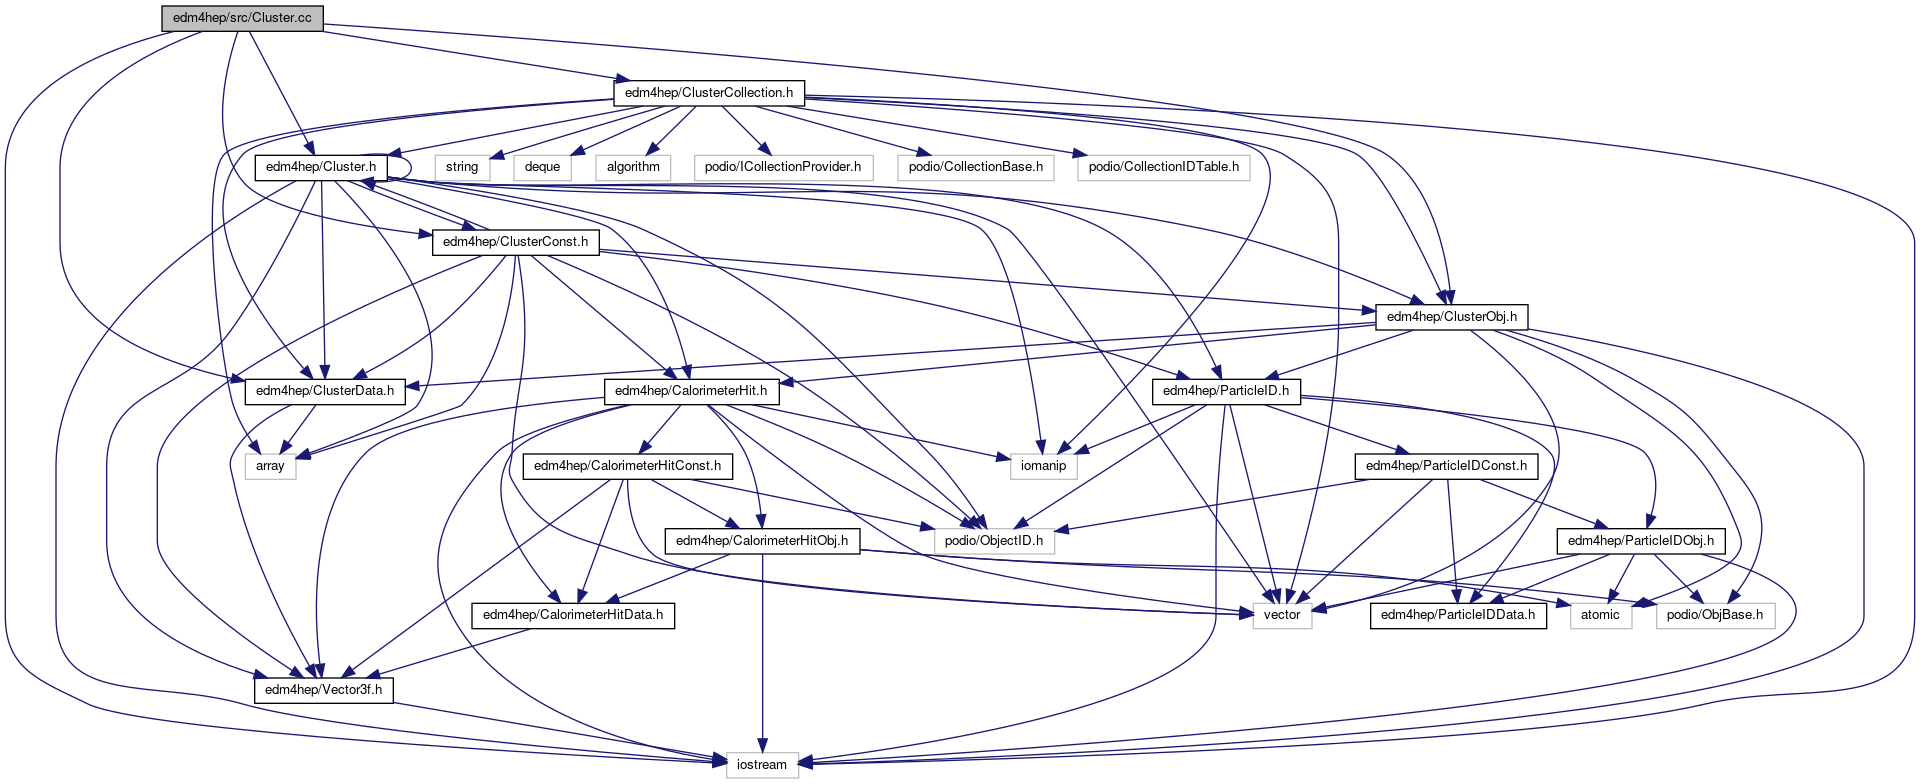 edm4hep/src/Cluster.cc
edm4hep/ClusterCollection.h
edm4hep/Cluster.h
string
deque
algorithm
podio/ICollectionProvider.h
podio/CollectionBase.h
podio/CollectionIDTable.h
edm4hep/ClusterConst.h
edm4hep/ClusterObj.h
edm4hep/ClusterData.h
edm4hep/CalorimeterHit.h
edm4hep/ParticleID.h
array
edm4hep/CalorimeterHitConst.h
iomanip
edm4hep/ParticleIDConst.h
edm4hep/CalorimeterHitObj.h
podio/ObjectID.h
edm4hep/ParticleIDObj.h
edm4hep/CalorimeterHitData.h
vector
edm4hep/ParticleIDData.h
atomic
podio/ObjBase.h
edm4hep/Vector3f.h
iostream